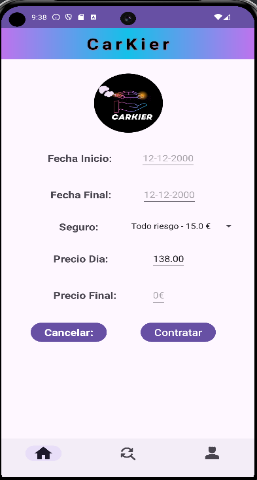 9:38
CarKier
CARKIER
Fecha Inicio: 12-12-2000
Fecha Final: 12-12-2000
Seguro: Todo riesgo - 15.0 €
Precio Dia: 138.00
Precio Final: 0€
Cancelar: Contratar